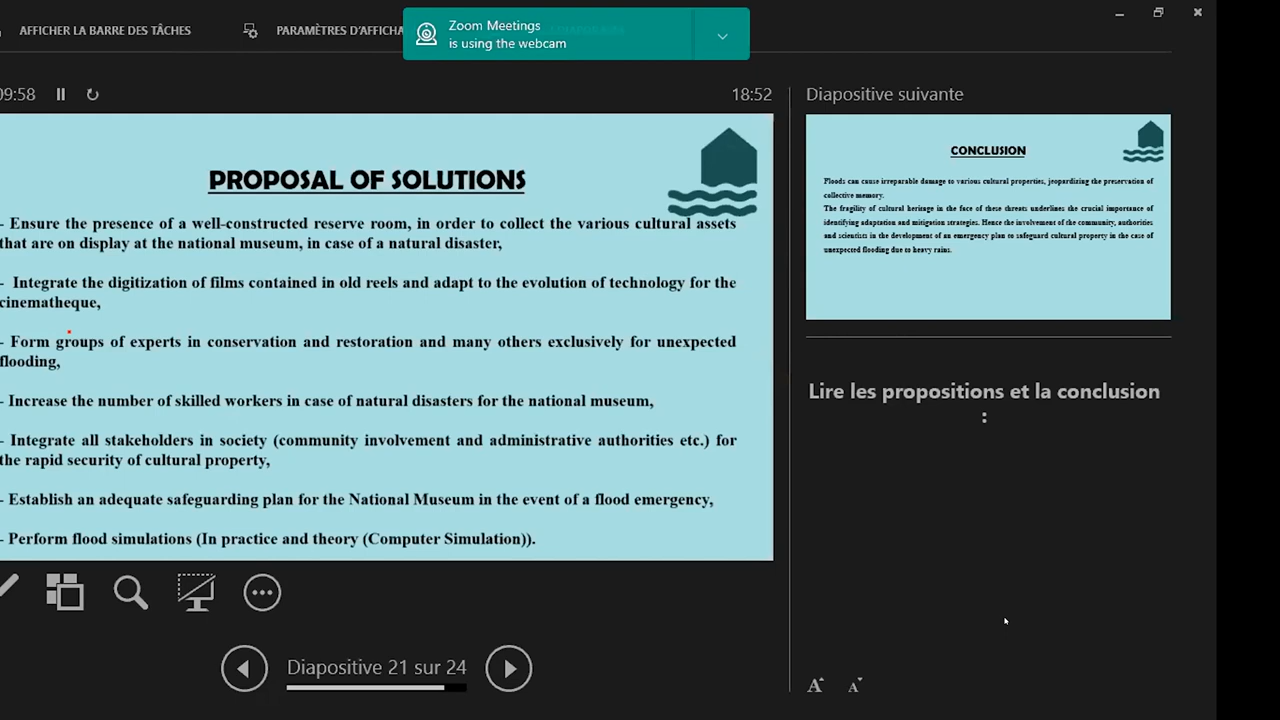 AFFICHER LA BARRE DES TÂCHES
PARAMÈTRES D'AFFICHA
Zoom Meetings
is using the webcam
09:58
18:52
Diapositive suivante
PROPOSAL OF SOLUTIONS
- Ensure the presence of a well-constructed reserve room, in order to collect the various cultural assets
that are on display at the national museum, in case of a natural disaster,
- Integrate the digitization of films contained in old reels and adapt to the evolution of technology for the
cinematheque,
- Form groups of experts in conservation and restoration and many others exclusively for unexpected
flooding,
- Increase the number of skilled workers in case of natural disasters for the national museum,
- Integrate all stakeholders in society (community involvement and administrative authorities etc.) for
the rapid security of cultural property,
- Establish an adequate safeguarding plan for the National Museum in the event of a flood emergency,
- Perform flood simulations (In practice and theory (Computer Simulation)).
CONCLUSION
Floods can cause irreparable damage to various cultural properties, jeopardizing the preservation of
collective memory.
The fragility of cultural heritage in the face of these threats underlines the crucial importance of
identifying adaptation and mitigation strategies. Hence the involvement of the community, authorities
and scientists in the development of an emergency plan to safeguard cultural property in the case of
unexpected flooding due to heavy rains.
Lire les propositions et la conclusion
:
Diapositive 21 sur 24
A A